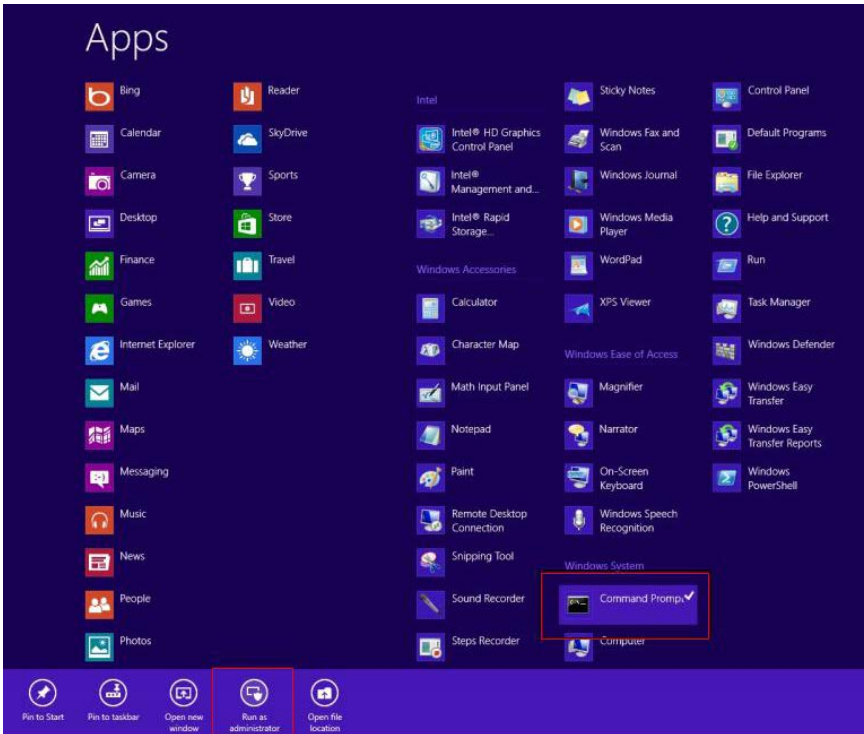 Apps
Bing
Calendar
Camera
Desktop
Finance
Games
Internet Explorer
Mail
Maps
Messaging
Music
News
People
Photos
Reader
SkyDrive
Sports
Store
Travel
Video
Weather
Intel
Intel® HD Graphics
Control Panel
Intel®
Management and...
Intel® Rapid
Storage...
Windows Accessories
Calculator
Character Map
Math Input Panel
Notepad
Paint
Remote Desktop
Connection
Snipping Tool
Sound Recorder
Steps Recorder
Sticky Notes
Windows Fax and
Scan
Windows Journal
Windows Media
Player
WordPad
XPS Viewer
Windows Ease of Access
Magnifier
Narrator
On-Screen
Keyboard
Windows Speech
Recognition
Windows System
Command Prompt
Computer
Control Panel
Default Programs
File Explorer
Help and Support
Run
Task Manager
Windows Defender
Windows Easy
Transfer
Windows Easy
Transfer Reports
Windows
PowerShell
Pin to Start
Pin to taskbar
Open new
window
Run as
administrator
Open file
location